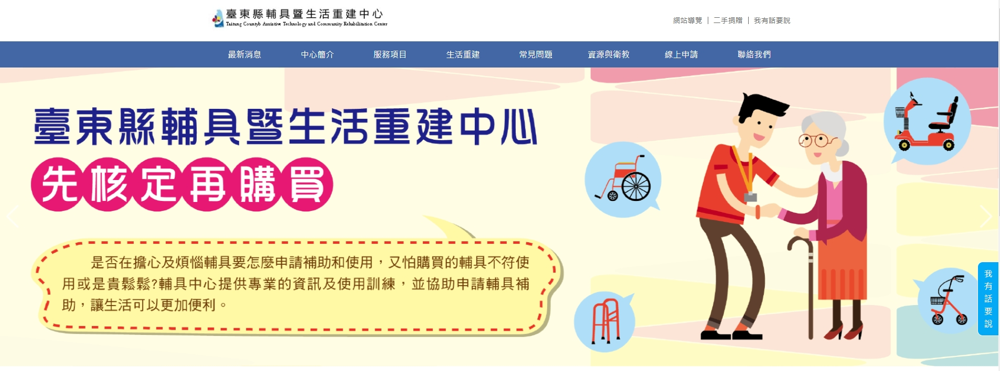 臺東縣輔具暨生活重建中心
Taitung Countyb Assistive Technology and Community Rehabilitation Center
網站導覽 | 二手捐贈 | 我有話要說
最新消息 中心簡介 服務項目 生活重建 常見問題 資源與衛教 線上申請 聯絡我們
臺東縣輔具暨生活重建中心
先核定再購買
是否在擔心及煩惱輔具要怎麼申請補助和使用，又怕購買的輔具不符使
用或是貴鬆鬆?輔具中心提供專業的資訊及使用訓練，並協助申請輔具補
助，讓生活可以更加便利。
我有話要說